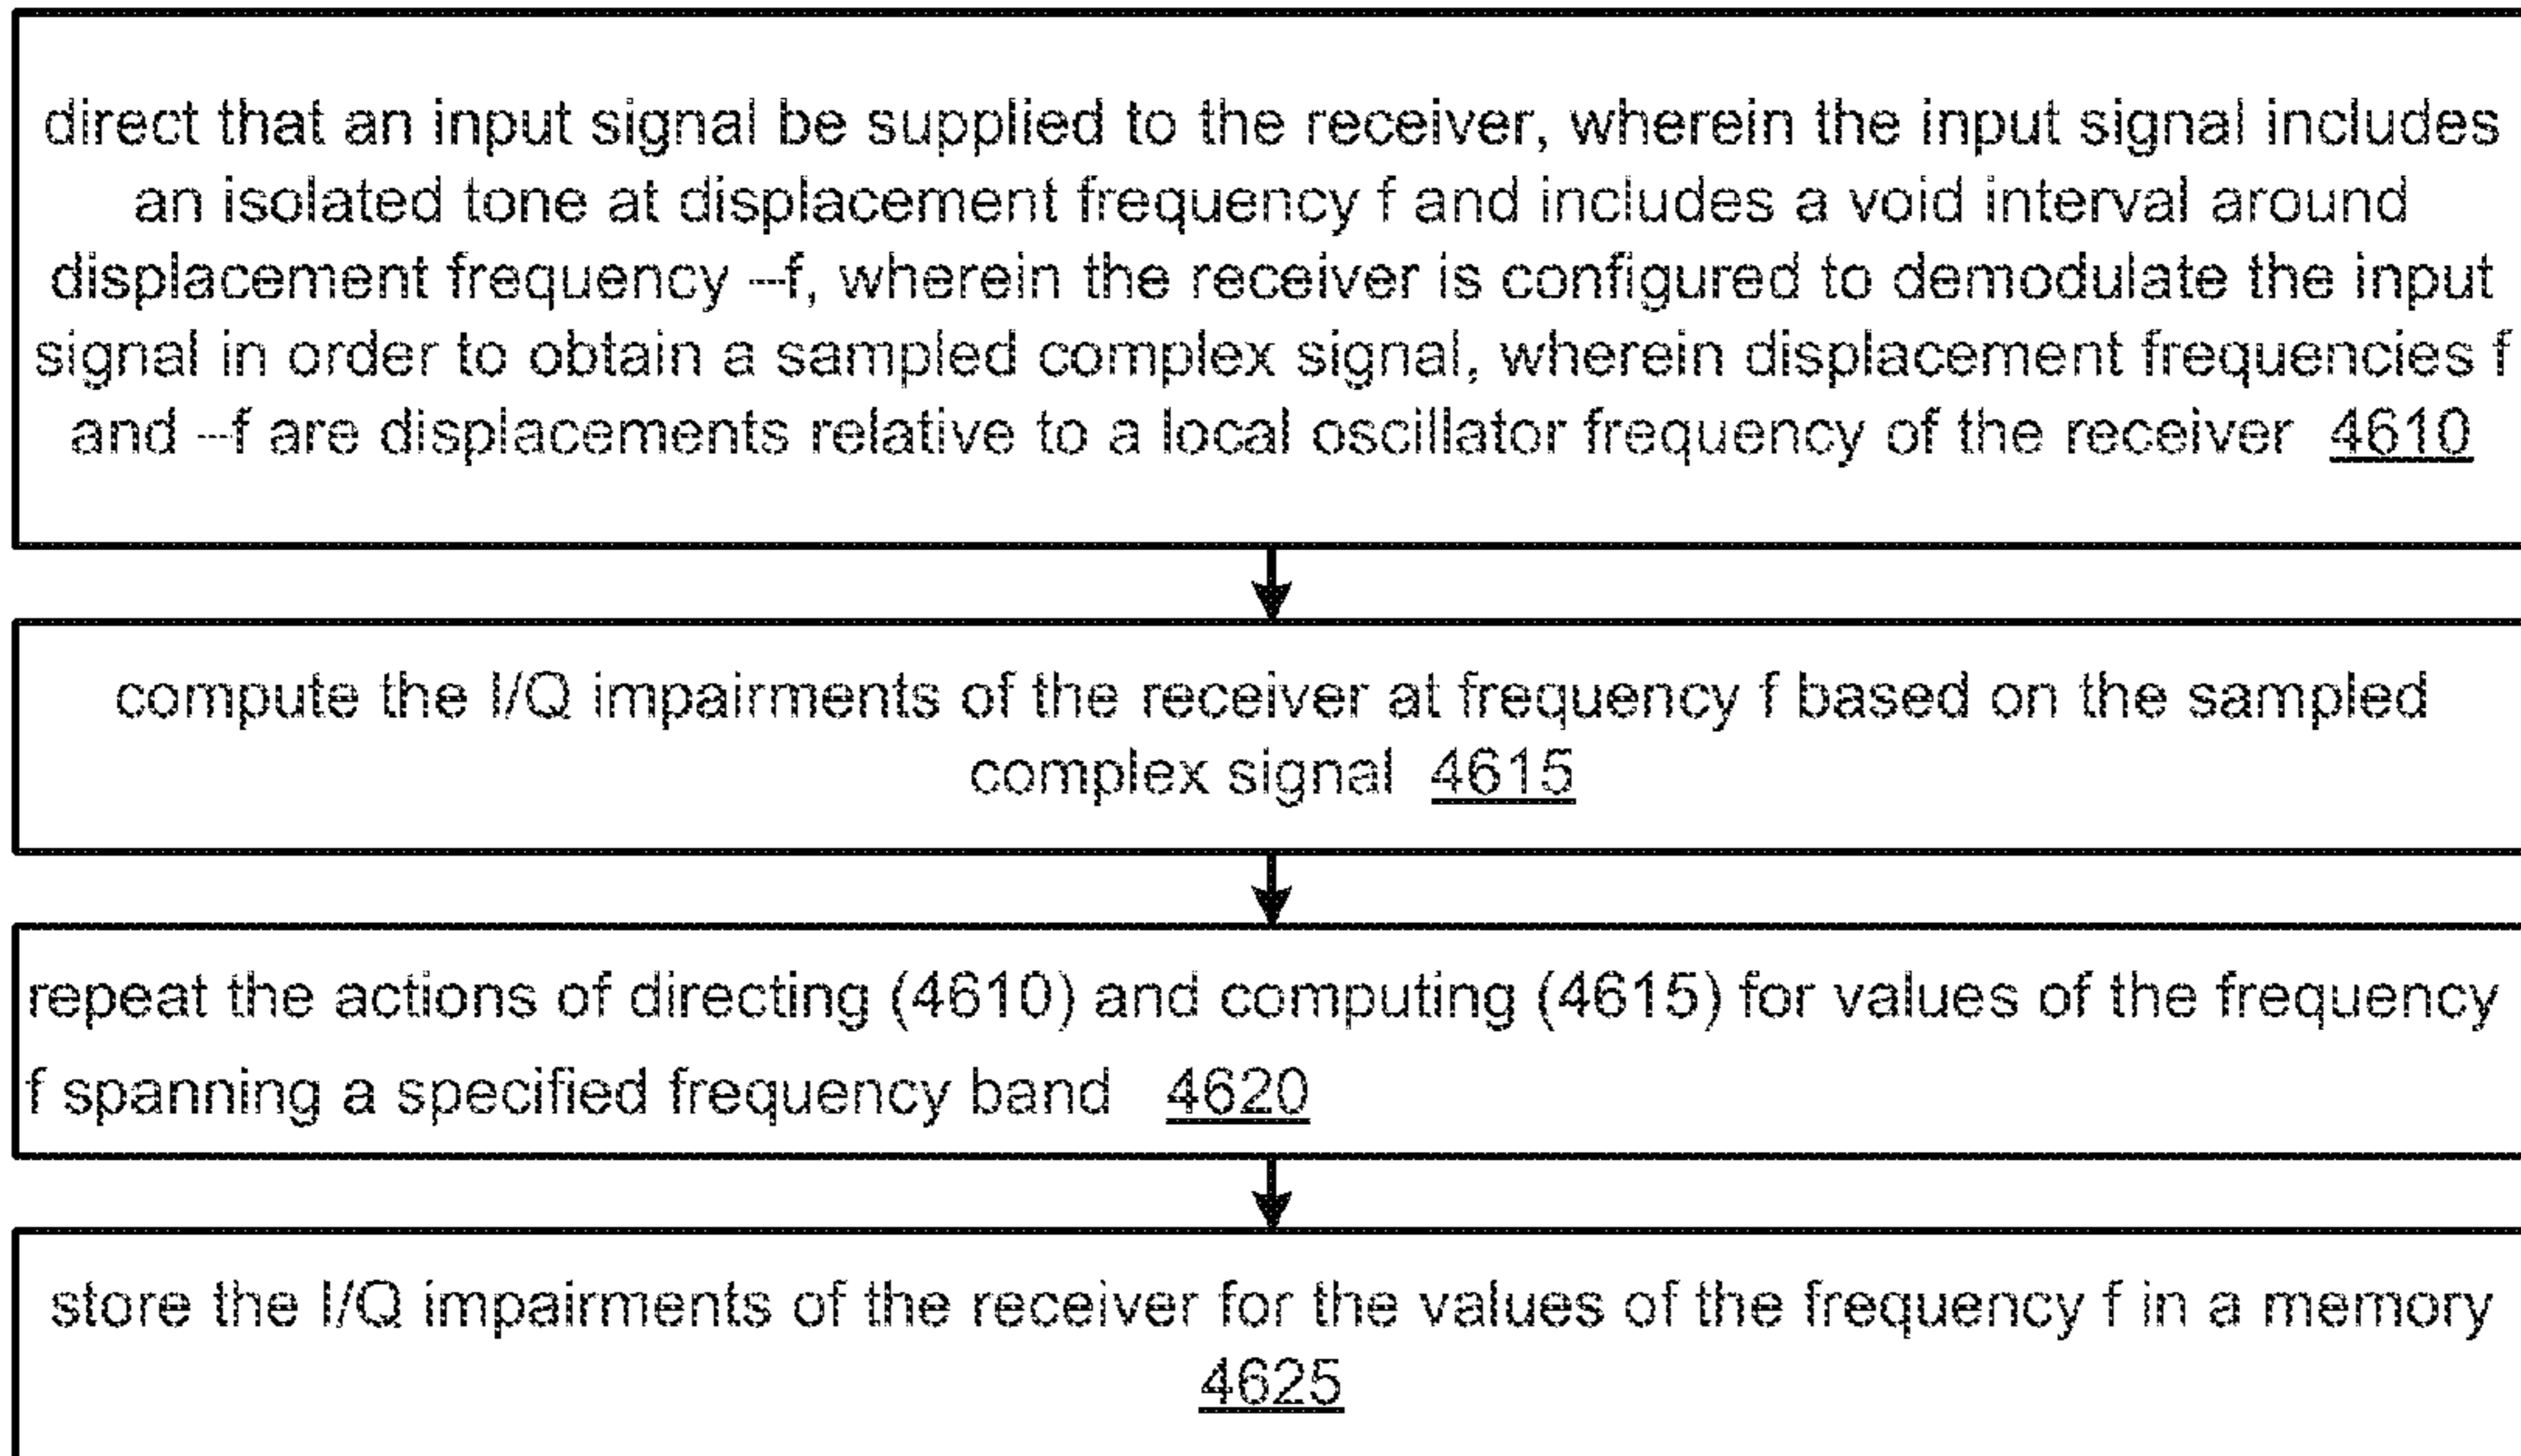 direct that an input signal be supplied to the receiver, wherein the input signal includes
an isolated tone at displacement frequency f and includes a void interval around
displacement frequency –f, wherein the receiver is configured to demodulate the input
signal in order to obtain a sampled complex signal, wherein displacement frequencies f
and –f are displacements relative to a local oscillator frequency of the receiver 4610
compute the I/Q impairments of the receiver at frequency f based on the sampled
complex signal 4615
repeat the actions of directing (4610) and computing (4615) for values of the frequency
f spanning a specified frequency band 4620
store the I/Q impairments of the receiver for the values of the frequency f in a memory
4625